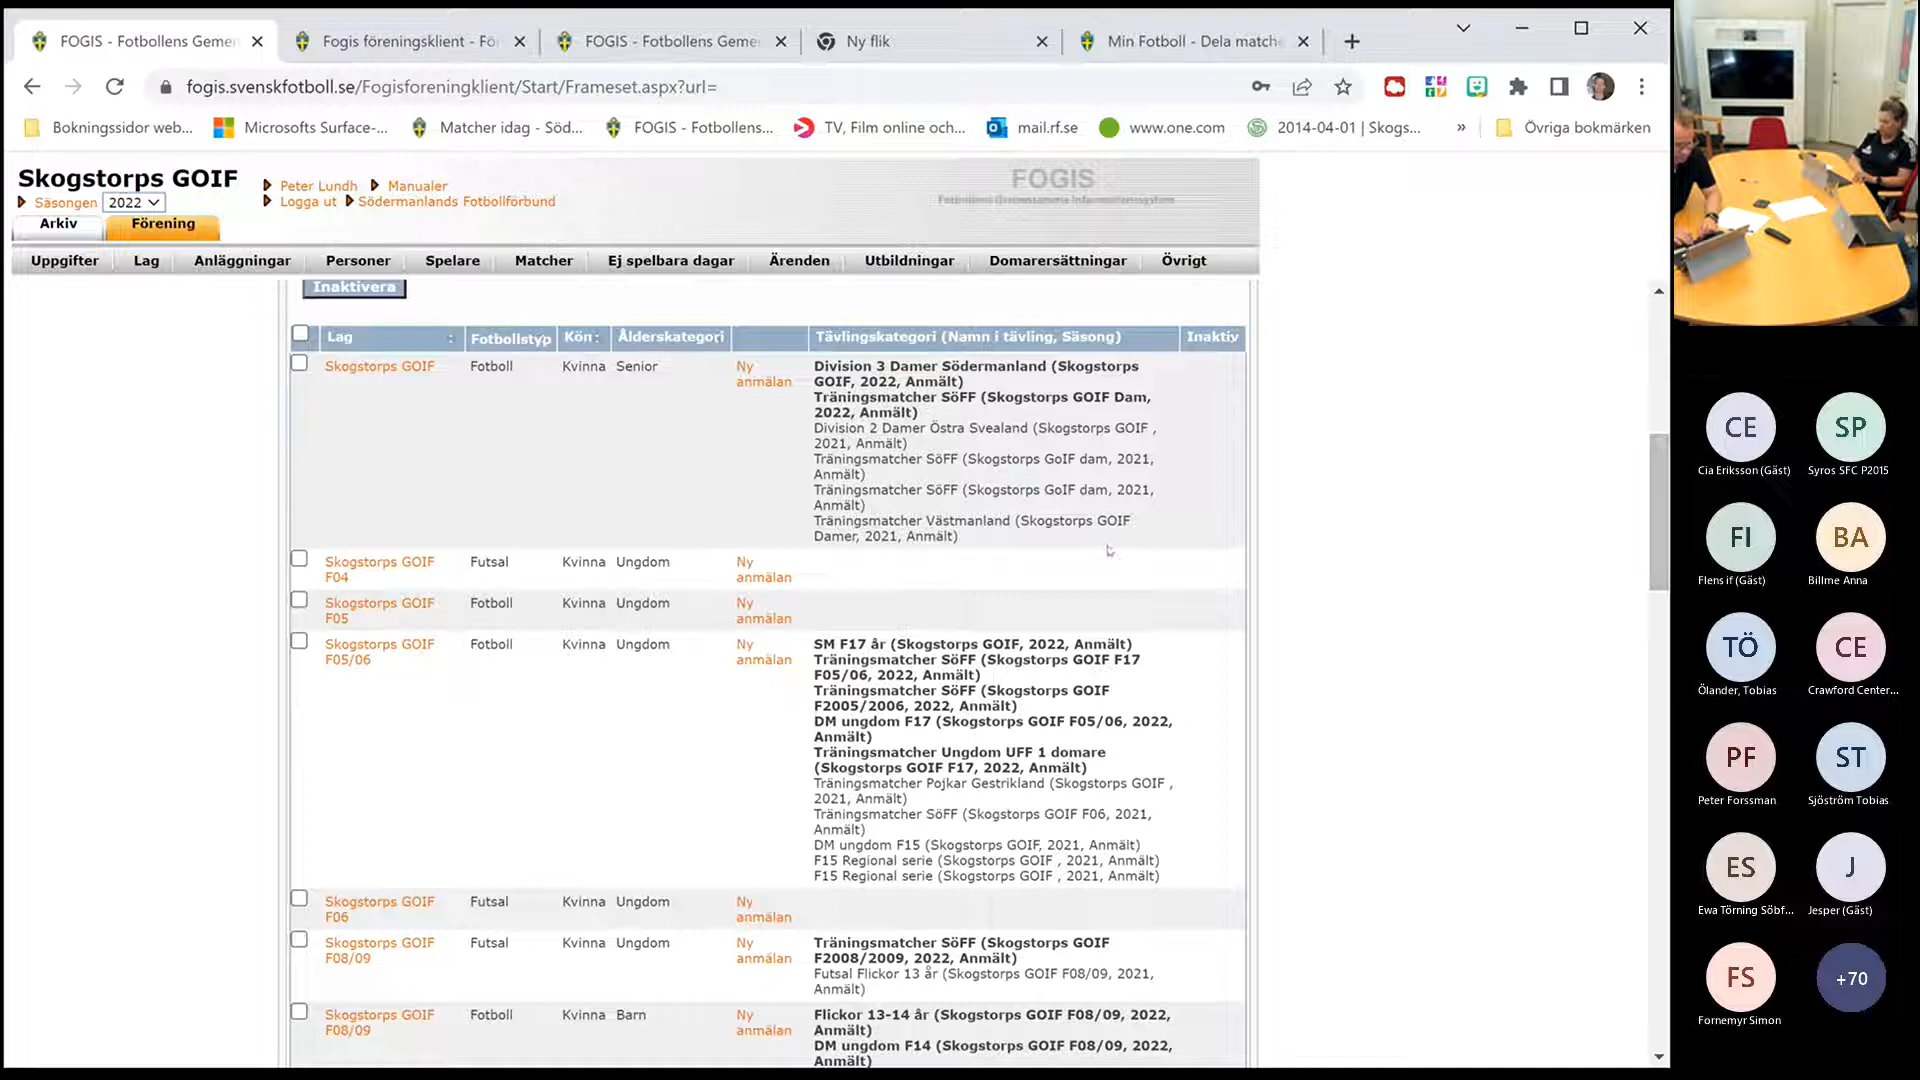 FOGIS - Fotbollens Gemen
Fogis föreningsklient - Fö
FOGIS - Fotbollens Geme
Ny flik
Min Fotboll - Dela matche
fogis.svenskfotboll.se/Fogisforeningklient/Start/Frameset.aspx?url=
Bokningssidor web...
Microsofts Surface-...
Matcher idag - Söd...
FOGIS - Fotbollens...
TV, Film online och...
mail.rf.se
www.one.com
2014-04-01 | Skogs...
»
Övriga bokmärken
Skogstorps GOIF
Peter Lundh
Manualer
Säsongen 2022
Logga ut
Södermanlands Fotbollförbund
FOGIS
Arkiv
Förening
Uppgifter
Lag
Anläggningar
Personer
Spelare
Matcher
Ej spelbara dagar
Ärenden
Utbildningar
Domarersättningar
Övrigt
Inaktivera
Lag
Fotbollstyp
Kön
Ålderskategori
Tävlingskategori (Namn i tävling, Säsong)
Inaktiv
Skogstorps GOIF
Fotboll
Kvinna
Senior
Ny
anmälan
Division 3 Damer Södermanland (Skogstorps
GOIF, 2022, Anmält)
Träningsmatcher SöFF (Skogstorps GOIF Dam,
2022, Anmält)
Division 2 Damer Östra Svealand (Skogstorps GOIF ,
2021, Anmält)
Träningsmatcher SöFF (Skogstorps GoIF dam, 2021,
Anmält)
Träningsmatcher SöFF (Skogstorps GoIF dam, 2021,
Anmält)
Träningsmatcher Västmanland (Skogstorps GOIF
Damer, 2021, Anmält)
Skogstorps GOIF
F04
Futsal
Kvinna
Ungdom
Ny
anmälan
Skogstorps GOIF
F05
Fotboll
Kvinna
Ungdom
Ny
anmälan
Skogstorps GOIF
F05/06
Fotboll
Kvinna
Ungdom
Ny
anmälan
SM F17 år (Skogstorps GOIF, 2022, Anmält)
Träningsmatcher SöFF (Skogstorps GOIF F17
F05/06, 2022, Anmält)
Träningsmatcher SöFF (Skogstorps GOIF
F2005/2006, 2022, Anmält)
DM ungdom F17 (Skogstorps GOIF F05/06, 2022,
Anmält)
Träningsmatcher Ungdom UFF 1 domare
(Skogstorps GOIF F17, 2022, Anmält)
Träningsmatcher Pojkar Gestrikland (Skogstorps GOIF ,
2021, Anmält)
Träningsmatcher SöFF (Skogstorps GOIF F06, 2021,
Anmält)
DM ungdom F15 (Skogstorps GOIF, 2021, Anmält)
F15 Regional serie (Skogstorps GOIF , 2021, Anmält)
F15 Regional serie (Skogstorps GOIF , 2021, Anmält)
Skogstorps GOIF
F06
Futsal
Kvinna
Ungdom
Ny
anmälan
Skogstorps GOIF
F08/09
Futsal
Kvinna
Ungdom
Ny
anmälan
Träningsmatcher SöFF (Skogstorps GOIF
F2008/2009, 2022, Anmält)
Futsal Flickor 13 år (Skogstorps GOIF F08/09, 2021,
Anmält)
Skogstorps GOIF
F08/09
Fotboll
Kvinna
Barn
Ny
anmälan
Flickor 13-14 år (Skogstorps GOIF F08/09, 2022,
Anmält)
DM ungdom F14 (Skogstorps GOIF F08/09, 2022,
Anmält)
CE
Cia Eriksson (Gäst)
SP
Syros SFC P2015
FI
Flens if (Gäst)
BA
Billme Anna
TÖ
Ölander, Tobias
CE
Crawford Center...
PF
Peter Forssman
ST
Sjöström Tobias
ES
Ewa Törning Söbf...
J
Jesper (Gäst)
FS
Fornemyr Simon
+70